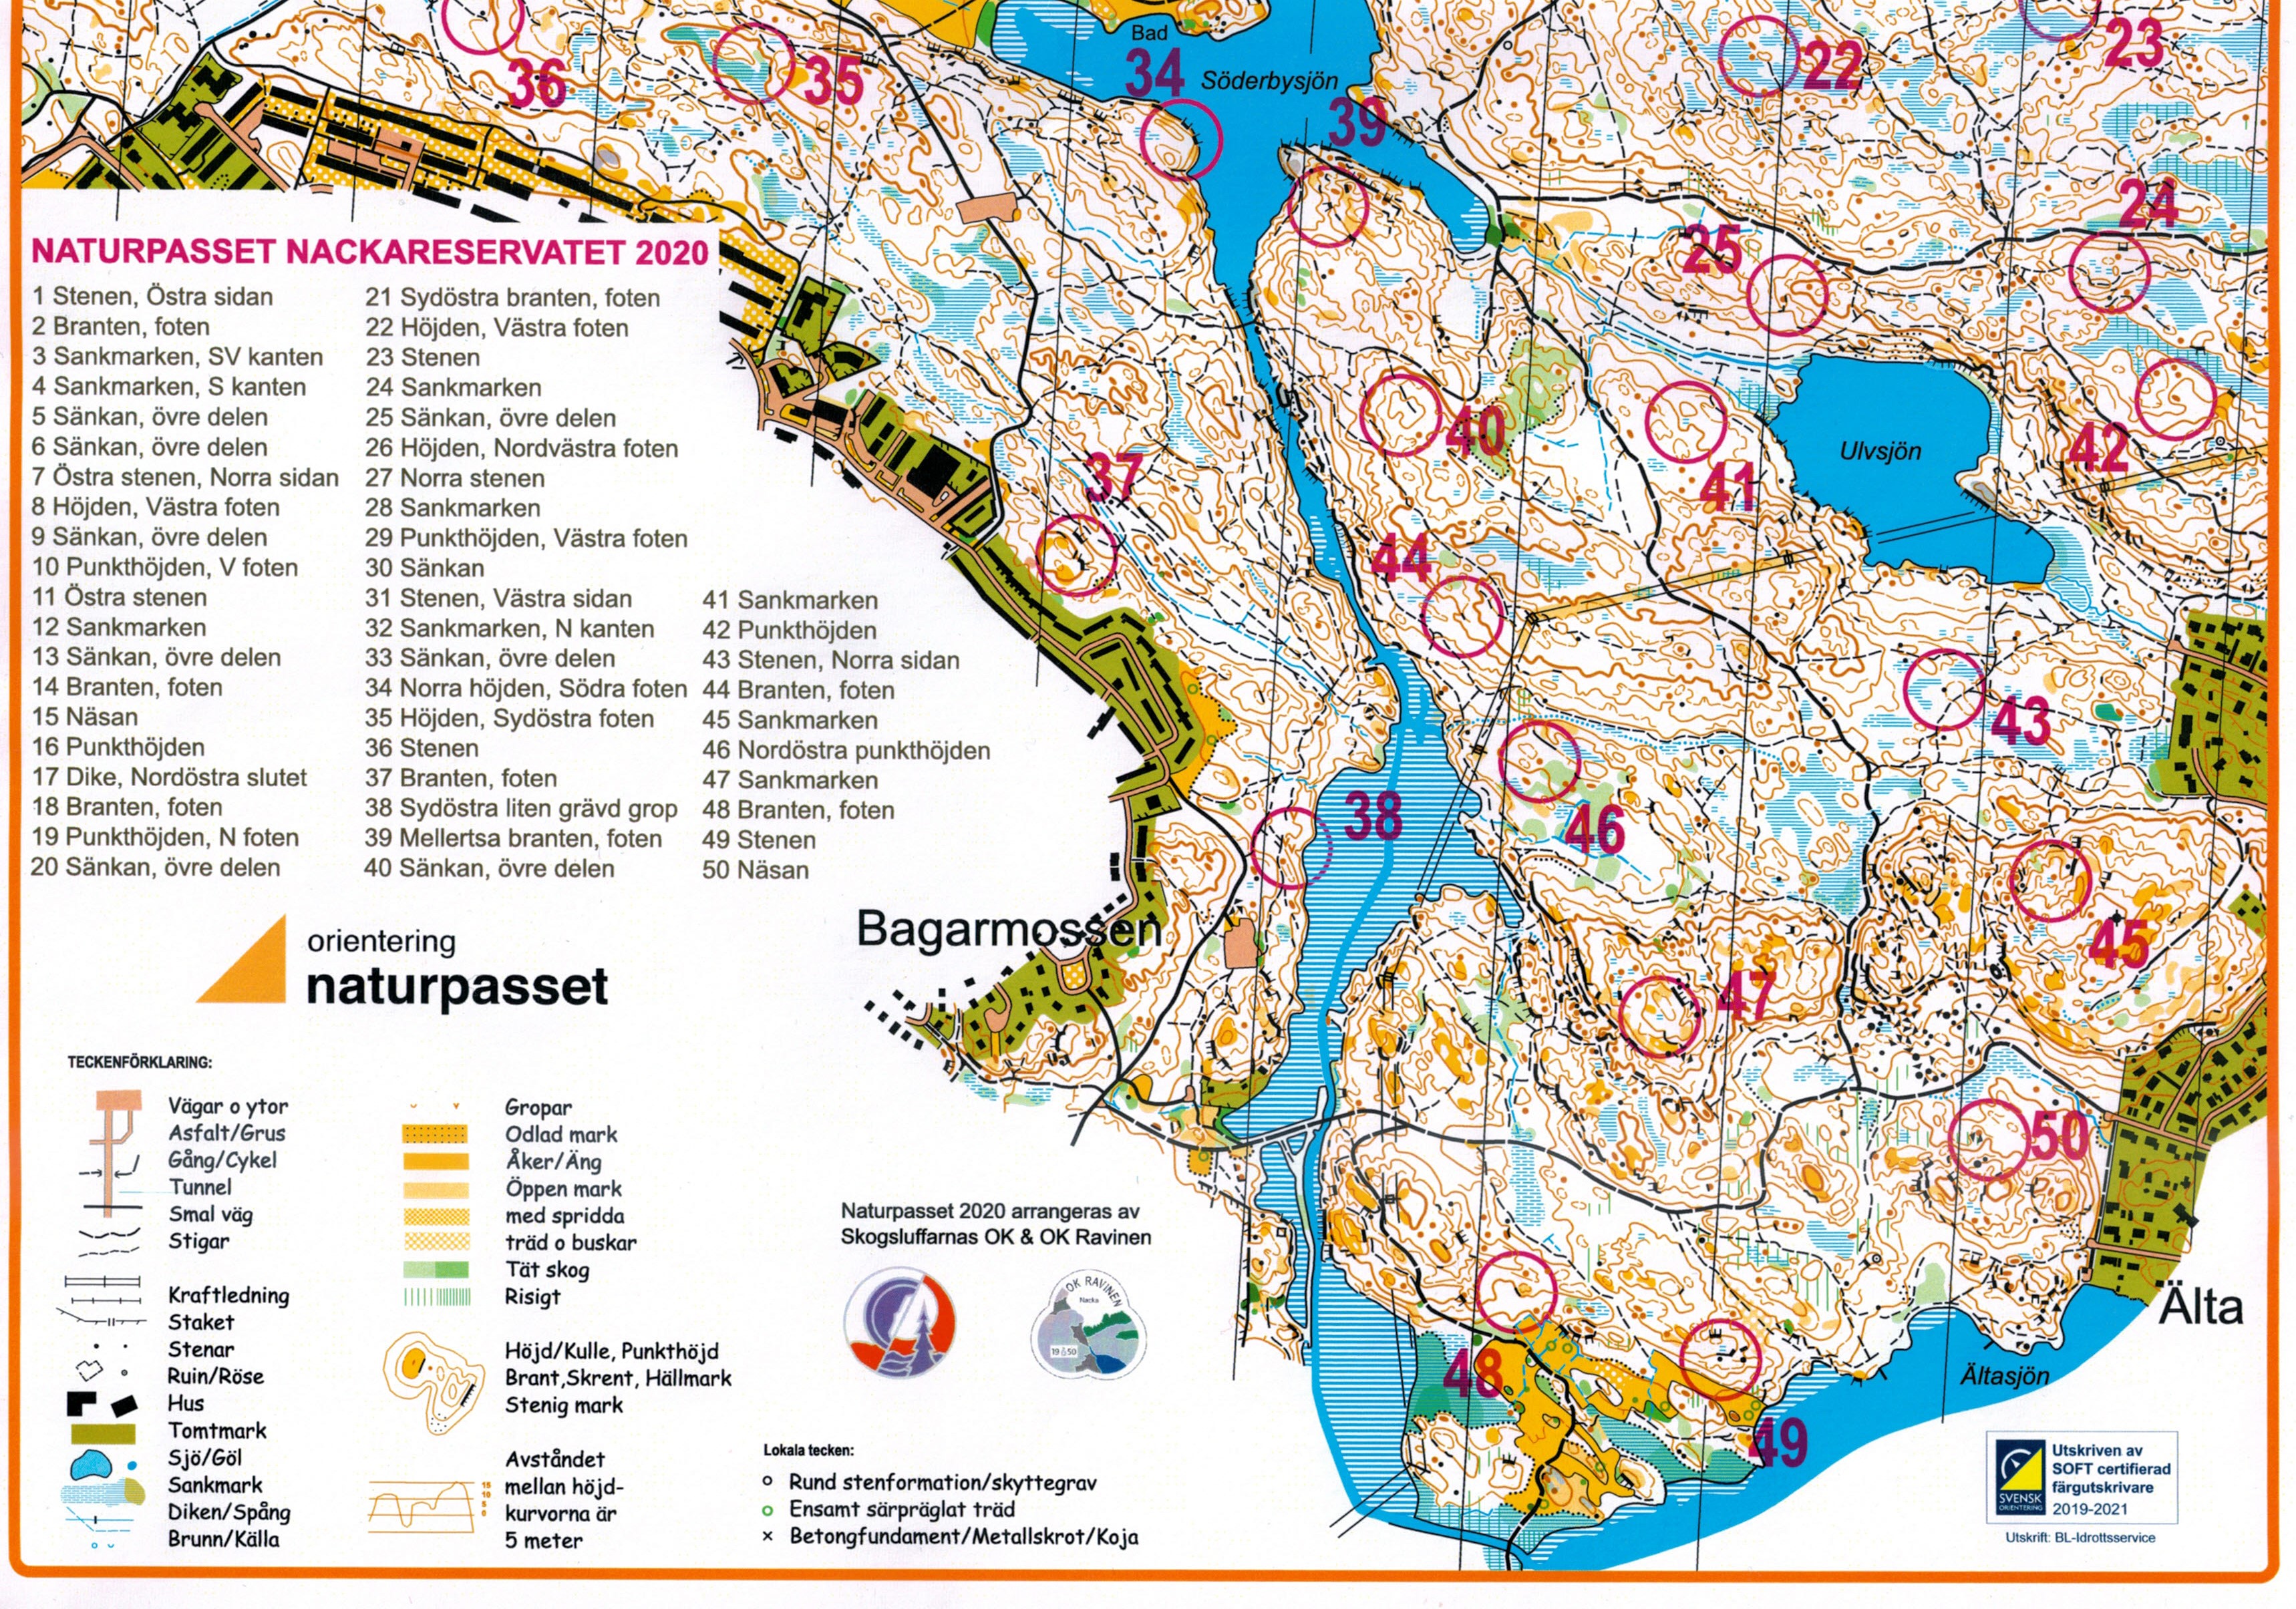 Bad
Söderbysjön
36
35
34
39
22
23
24
25
NATURPASSET NACKARESERVATET 2020
1 Stenen, Östra sidan
2 Branten, foten
3 Sankmarken, SV kanten
4 Sankmarken, S kanten
5 Sänkan, övre delen
6 Sänkan, övre delen
7 Östra stenen, Norra sidan
8 Höjden, Västra foten
9 Sänkan, övre delen
10 Punkthöjden, V foten
11 Östra stenen
12 Sankmarken
13 Sänkan, övre delen
14 Branten, foten
15 Näsan
16 Punkthöjden
17 Dike, Nordöstra slutet
18 Branten, foten
19 Punkthöjden, N foten
20 Sänkan, övre delen
21 Sydöstra branten, foten
22 Höjden, Västra foten
23 Stenen
24 Sankmarken
25 Sänkan, övre delen
26 Höjden, Nordvästra foten
27 Norra stenen
28 Sankmarken
29 Punkthöjden, Västra foten
30 Sänkan
31 Stenen, Västra sidan
32 Sankmarken, N kanten
33 Sänkan, övre delen
34 Norra höjden, Södra foten
35 Höjden, Sydöstra foten
36 Stenen
37 Branten, foten
38 Sydöstra liten grävd grop
39 Mellertsa branten, foten
40 Sänkan, övre delen
41 Sankmarken
42 Punkthöjden
43 Stenen, Norra sidan
44 Branten, foten
45 Sankmarken
46 Nordöstra punkthöjden
47 Sankmarken
48 Branten, foten
49 Stenen
50 Näsan
37
40
41
42
Ulvsjön
44
43
38
46
45
47
50
48
49
Bagarmossen
Älta
Ältasjön
orientering
naturpasset
TECKENFÖRKLARING:
Vägar o ytor
Asfalt/Grus
Gång/Cykel
Tunnel
Smal väg
Stigar
Kraftledning
Staket
Stenar
Ruin/Röse
Hus
Tomtmark
Sjö/Göl
Sankmark
Diken/Spång
Brunn/Källa
Gropar
Odlad mark
Åker/Äng
Öppen mark
med spridda
träd o buskar
Tät skog
Risigt
Höjd/Kulle, Punkthöjd
Brant,Skrent, Hällmark
Stenig mark
Avståndet
mellan höjd-
kurvorna är
5 meter
15
10
5
0
Naturpasset 2020 arrangeras av
Skogsluffarnas OK & OK Ravinen
OK RAVINEN
Nacka
1950
Lokala tecken:
Rund stenformation/skyttegrav
Ensamt särpräglat träd
x Betongfundament/Metallskrot/Koja
SVENSK
ORIENTERING
Utskriven av
SOFT certifierad
färgutskrivare
2019-2021
Utskrift: BL-Idrottsservice